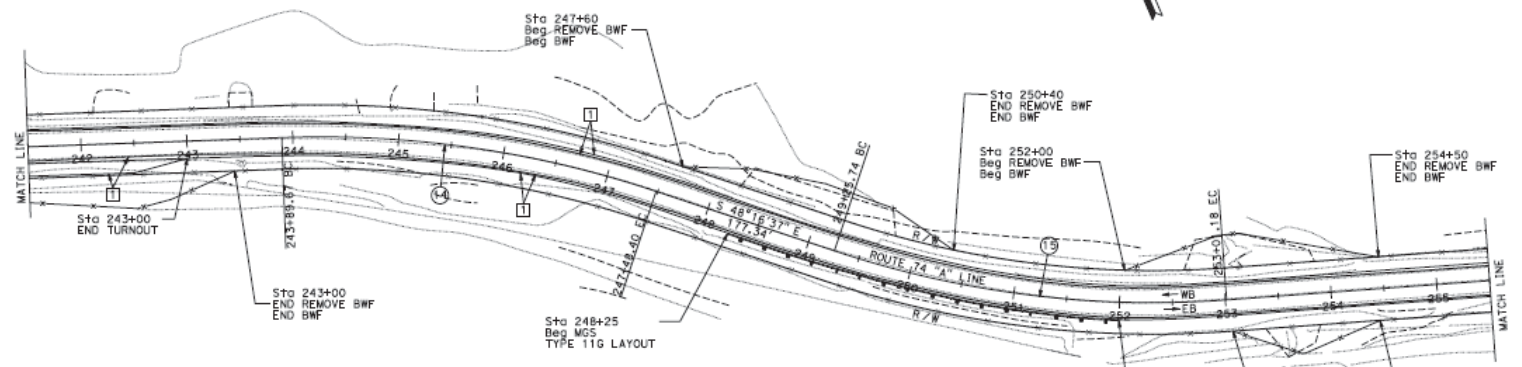 Sta 247+60
Beg REMOVE BWF
Beg BWF
Sta 250+40
END REMOVE BWF
END BWF
Sta 252+00
Beg REMOVE BWF
Beg BWF
Sta 254+50
END REMOVE BWF
END BWF
MATCH LINE
242
243
244
245
246
247
248
249
250
251
252
253
254
255
1
1
1
1
14
15
243+89.67 BC
247+48.40 EC
249+25.74 BC
S 48°16'37" E
177.34'
ROUTE 74 "A" LINE
R/W
R/W
WB
EB
MATCH LINE
Sta 243+00
END TURNOUT
Sta 243+00
END REMOVE BWF
END BWF
Sta 248+25
Beg MGS
TYPE 11G LAYOUT